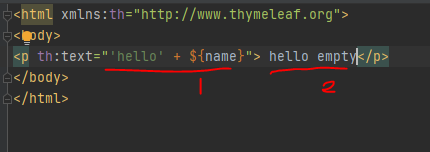 <html xmlns:th="http://www.thymeleaf.org">
<body>
<p th:text="'hello' + ${name}"> hello empty</p>
</body>
</html>
1 2